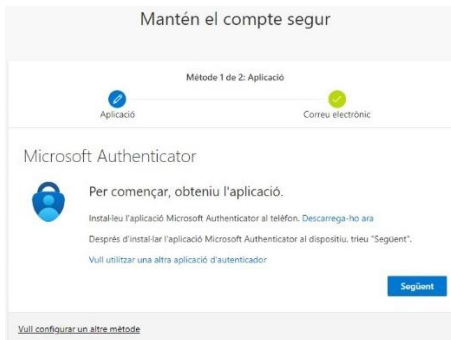 Mantén el compte segur
Mètode 1 de 2: Aplicació
Aplicació
Correu electrònic
Microsoft Authenticator
Per començar, obteniu l'aplicació.
Instal·leu l'aplicació Microsoft Authenticator al telèfon. Descarrega-ho ara
Després d'instal·lar l'aplicació Microsoft Authenticator al dispositiu, trieu "Següent".
Vull utilitzar una altra aplicació d'autenticador
Següent
Vull configurar un altre mètode